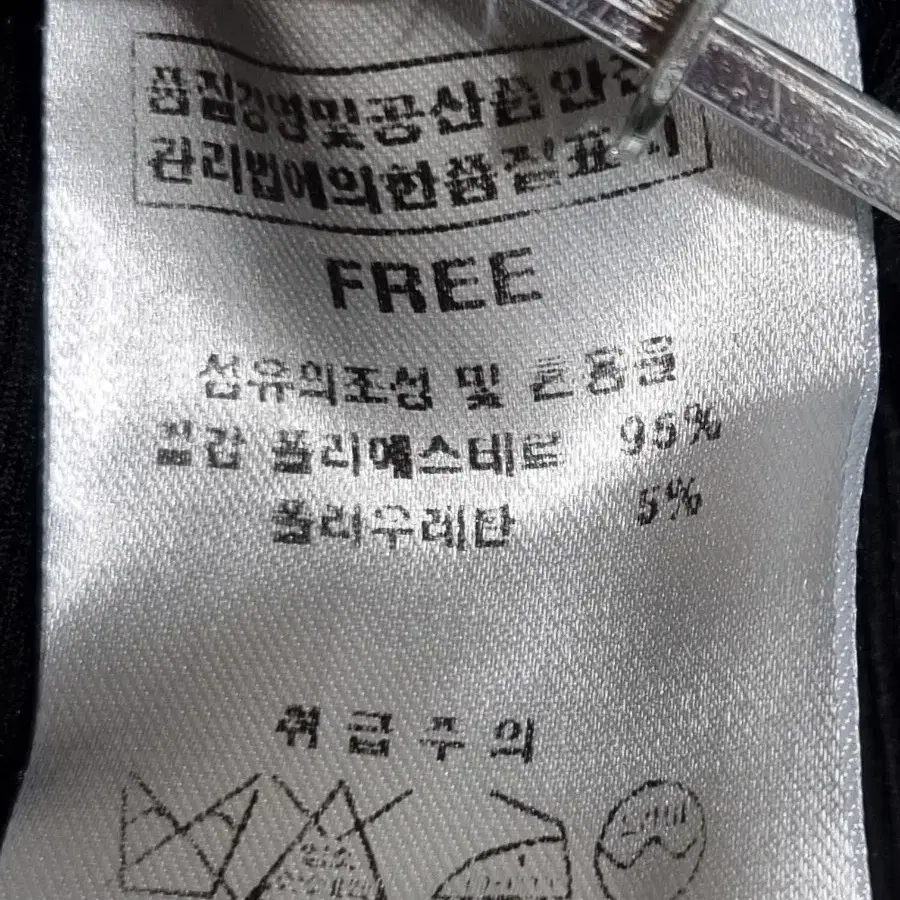 품질경영및공산품안전
관리법에의한품질표시
FREE
섬유의조성 및 혼용율
겉감 폴리에스테르 95%
폴리우레탄 5%
취급주의